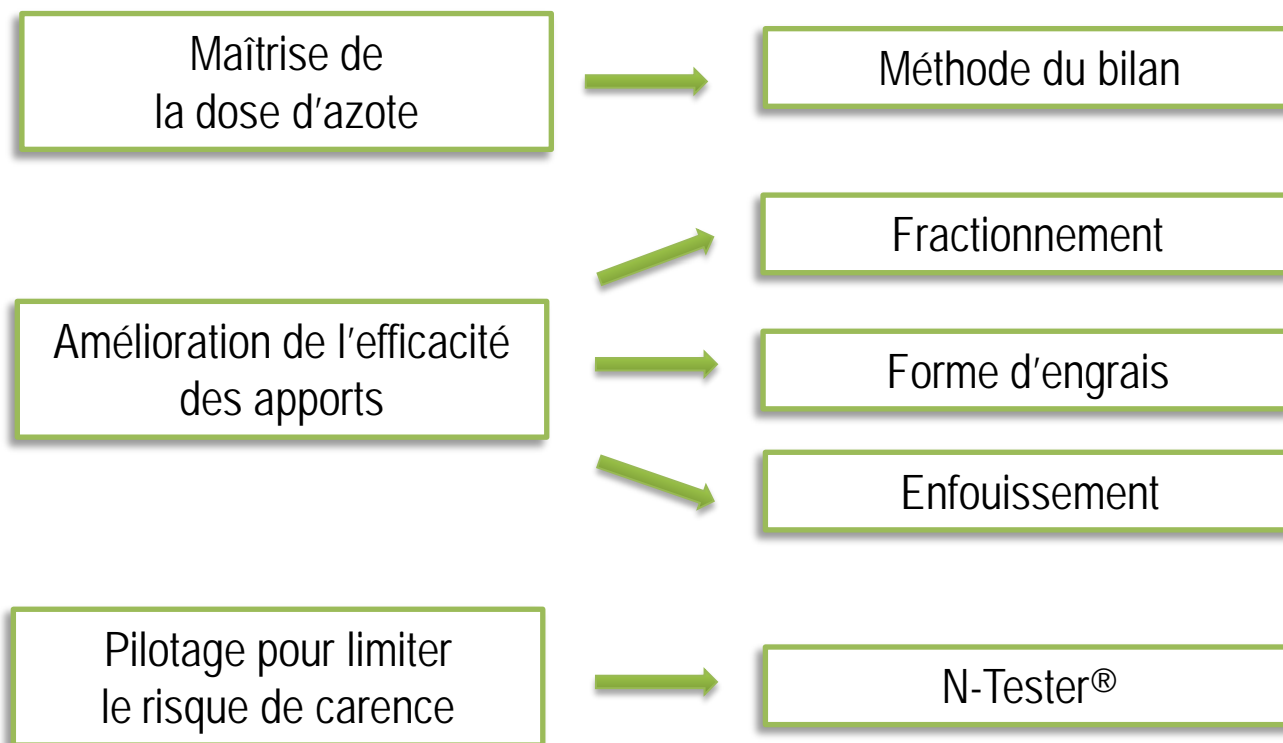 Maîtrise de
la dose d'azote
Méthode du bilan
Amélioration de l'efficacité
des apports
Fractionnement
Forme d'engrais
Enfouissement
Pilotage pour limiter
le risque de carence
N-Tester®